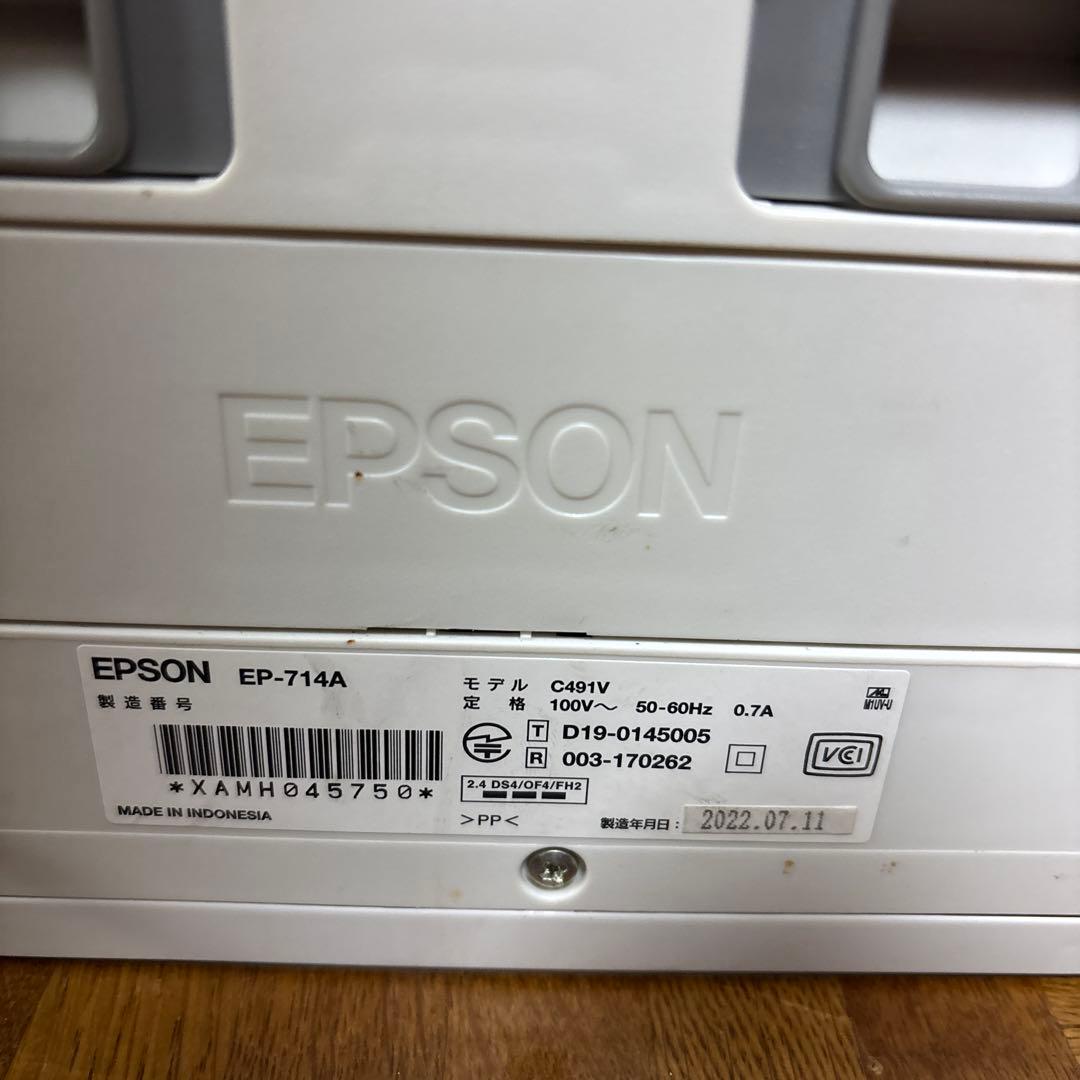 EPSON
EPSON EP-714A
製造番号
*XAMH045750*
MADE IN INDONESIA
モデル C491V
定格 100V～ 50-60Hz 0.7A
T D19-0145005
R 003-170262
2.4 DS4/OF4/FH2
>PP<
M1UV-U
VCI
製造年月日: 2022.07.11